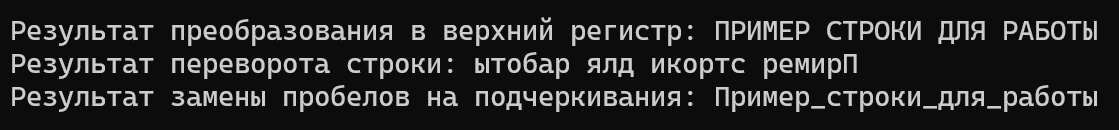 Результат преобразования в верхний регистр: ПРИМЕР СТРОКИ ДЛЯ РАБОТЫ
Результат переворота строки: ытобар ялд икортс ремирП
Результат замены пробелов на подчеркивания: Пример_строки_для_работы